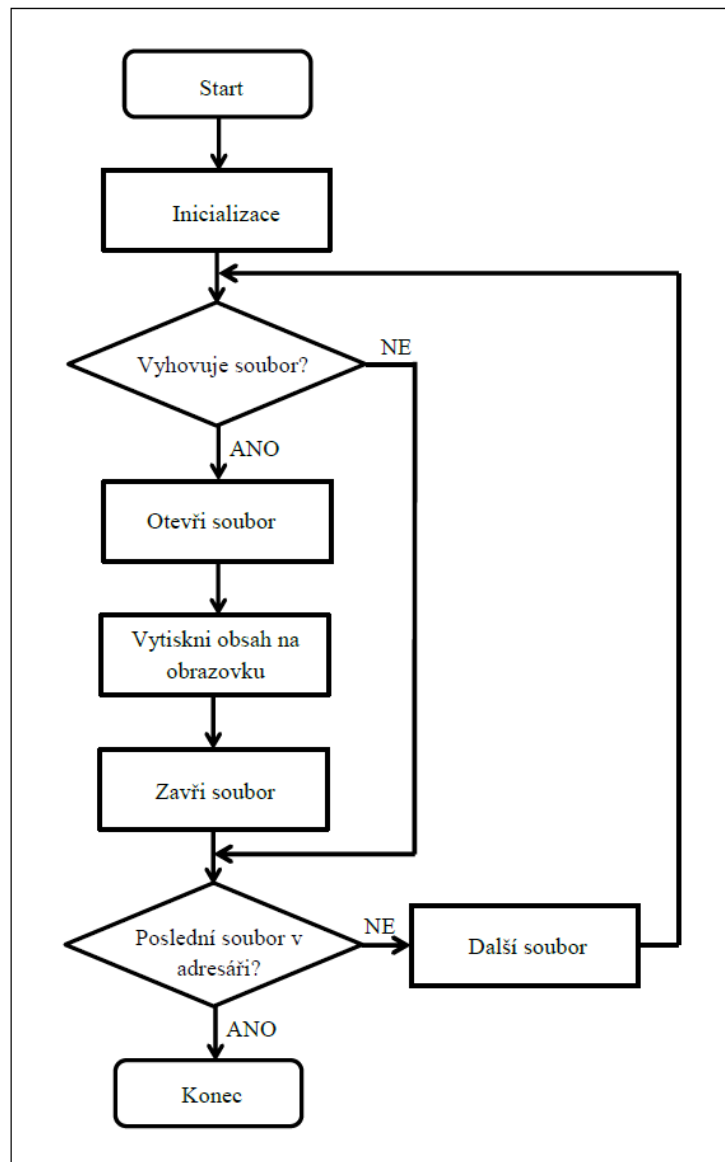 Start
Inicializace
Vyhovuje soubor?
NE
ANO
Otevři soubor
Vytiskni obsah na
obrazovku
Zavři soubor
Poslední soubor v
adresáři?
NE
Další soubor
ANO
Konec